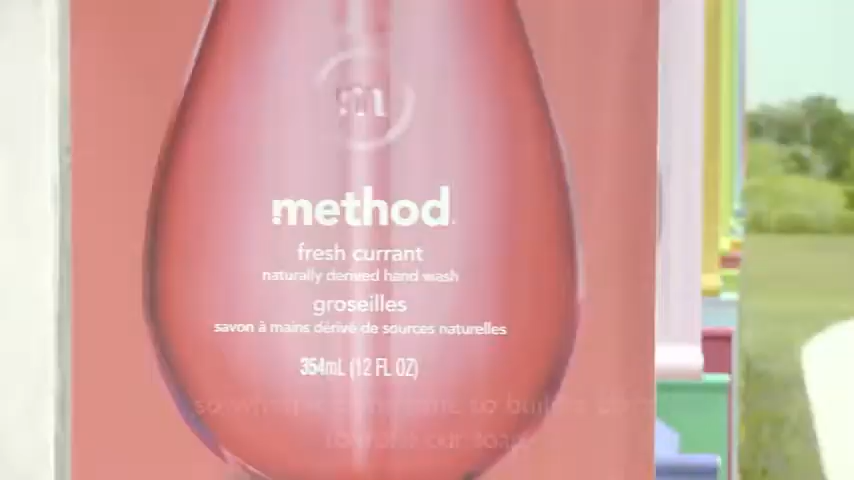 m
method
fresh currant
naturally derived hand wash
groseilles
savon à mains dérivé de sources naturelles
354mL (12 FL OZ)